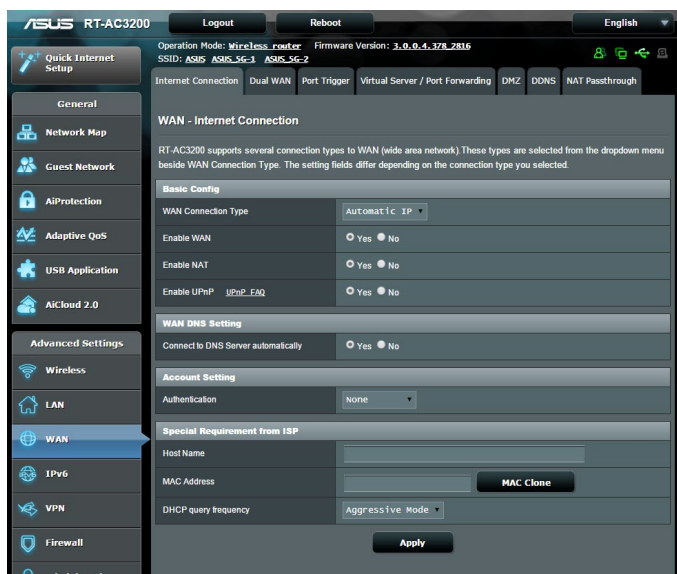 ASUS RT-AC3200
Logout
Reboot
English
Quick Internet Setup
Operation Mode: Wireless router Firmware Version: 3.0.0.4.378_2816
SSID: ASUS ASUS_5G-1 ASUS_5G-2
Internet Connection
Dual WAN
Port Trigger
Virtual Server / Port Forwarding
DMZ
DDNS
NAT Passthrough
General
Network Map
Guest Network
AiProtection
Adaptive QoS
USB Application
AiCloud 2.0
Advanced Settings
Wireless
LAN
WAN
IPv6
VPN
Firewall
WAN - Internet Connection
RT-AC3200 supports several connection types to WAN (wide area network).These types are selected from the dropdown menu
beside WAN Connection Type. The setting fields differ depending on the connection type you selected.
Basic Config
WAN Connection Type Automatic IP
Enable WAN Yes No
Enable NAT Yes No
Enable UPnP UPnP FAQ Yes No
WAN DNS Setting
Connect to DNS Server automatically Yes No
Account Setting
Authentication None
Special Requirement from ISP
Host Name
MAC Address MAC Clone
DHCP query frequency Aggressive Mode
Apply